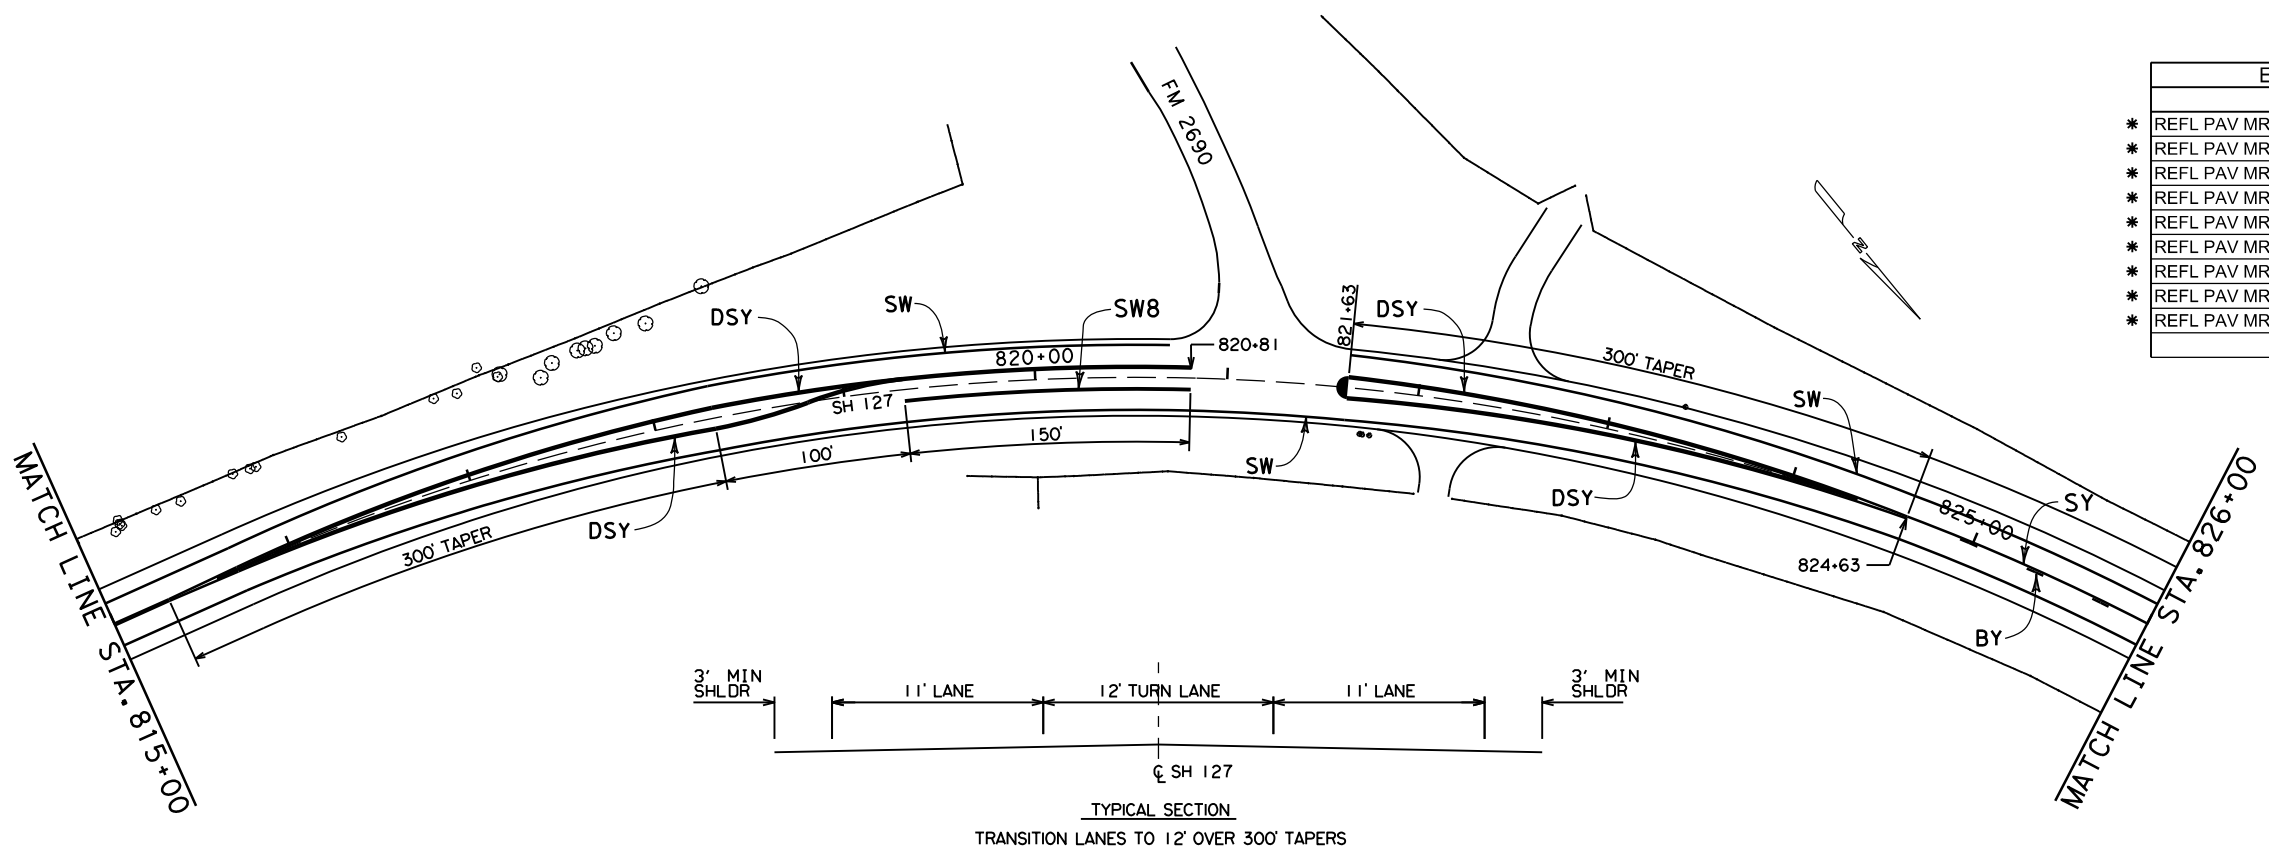 FM 2690
E
* REFL PAV MR
* REFL PAV MR
* REFL PAV MR
* REFL PAV MR
* REFL PAV MR
* REFL PAV MR
* REFL PAV MR
* REFL PAV MR
* REFL PAV MR
N
DSY
SW
SW8
821+63
DSY
820+81
820+00
300' TAPER
SH 127
SW
150'
100'
SW
DSY
DSY
300' TAPER
SY
825+00
824+63
BY
MATCH LINE STA. 815+00
MATCH LINE STA. 826+00
3' MIN
SHLDR
11' LANE
12' TURN LANE
11' LANE
3' MIN
SHLDR
℄ SH 127
TYPICAL SECTION
TRANSITION LANES TO 12' OVER 300' TAPERS